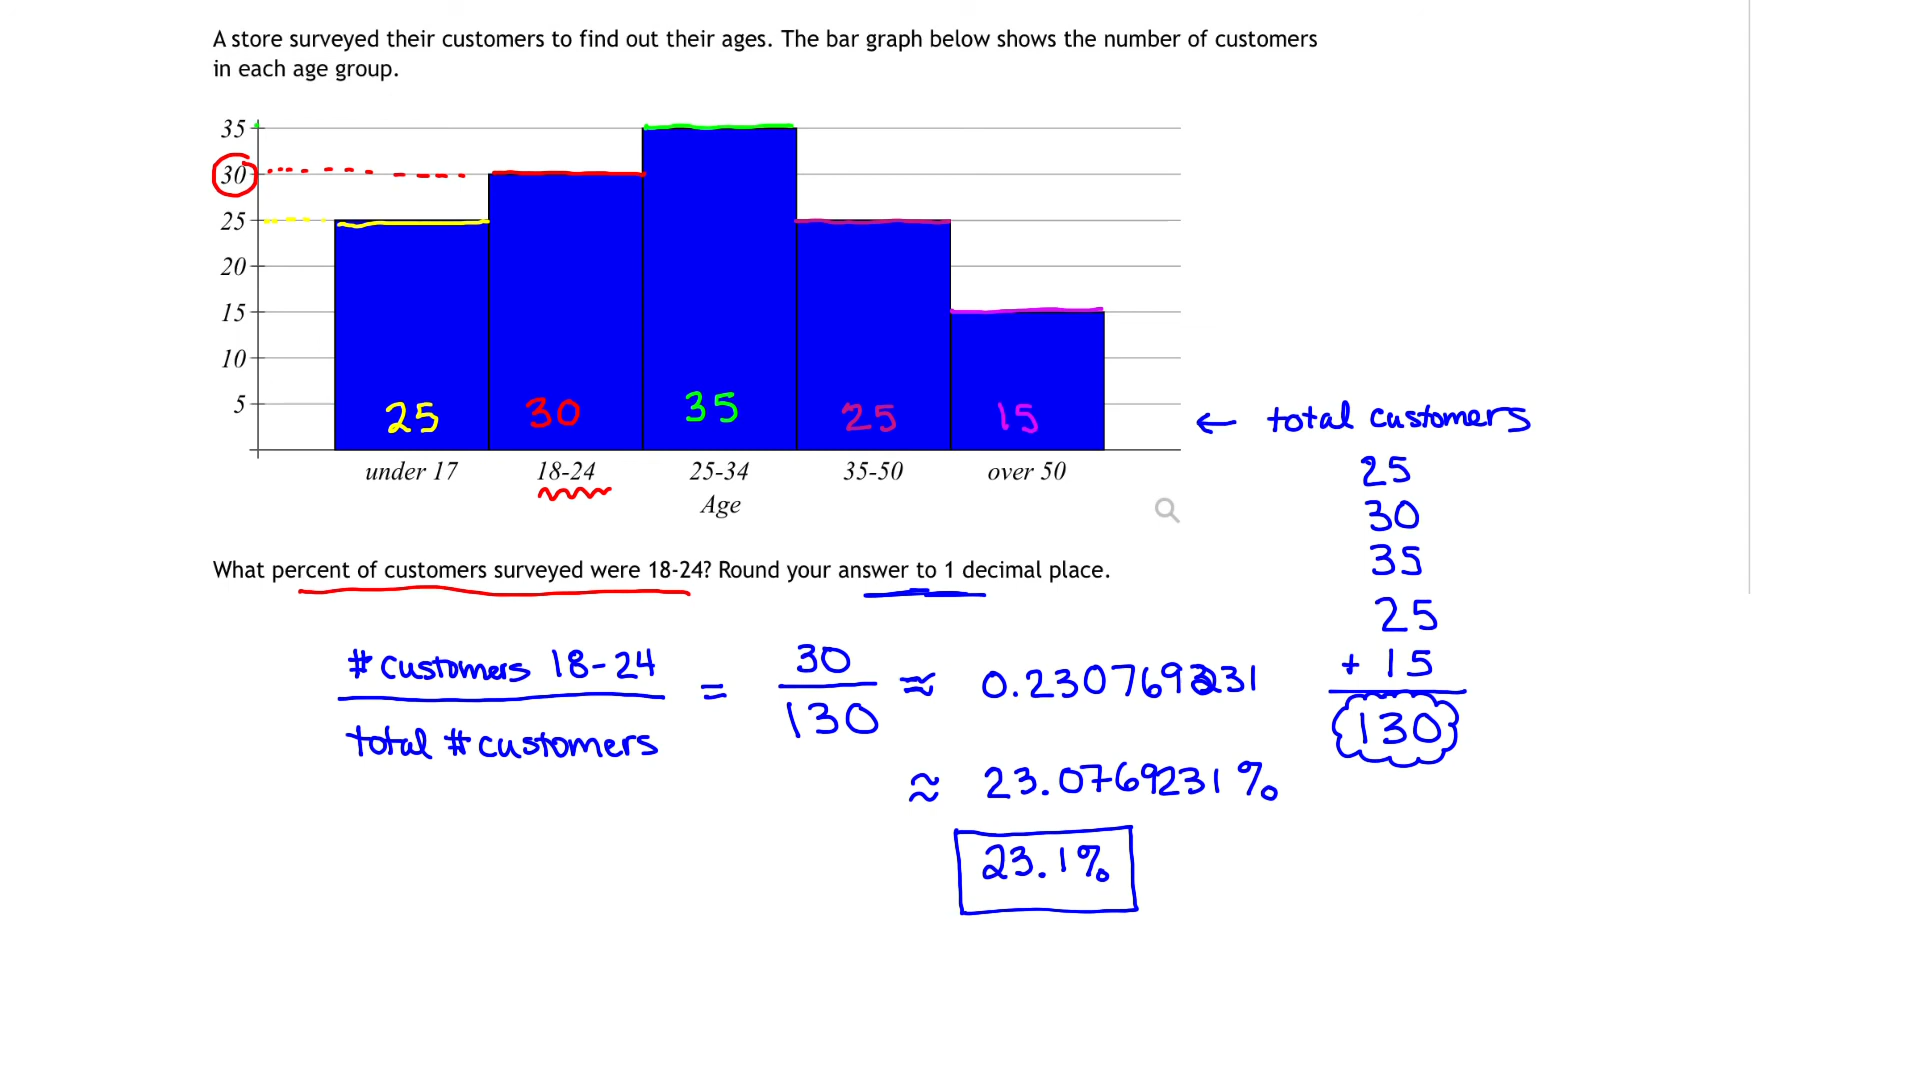 A store surveyed their customers to find out their ages. The bar graph below shows the number of customers
in each age group.
35
30
25
20
15
10
5
25 30 35 25 15
under 17 18-24 25-34 35-50 over 50
Age
← total customers
25
30
35
25
+ 15
130
What percent of customers surveyed were 18-24? Round your answer to 1 decimal place.
# customers 18-24
total # customers
= 30
130
≈ 0.230769231
≈ 23.0769231%
23.1%